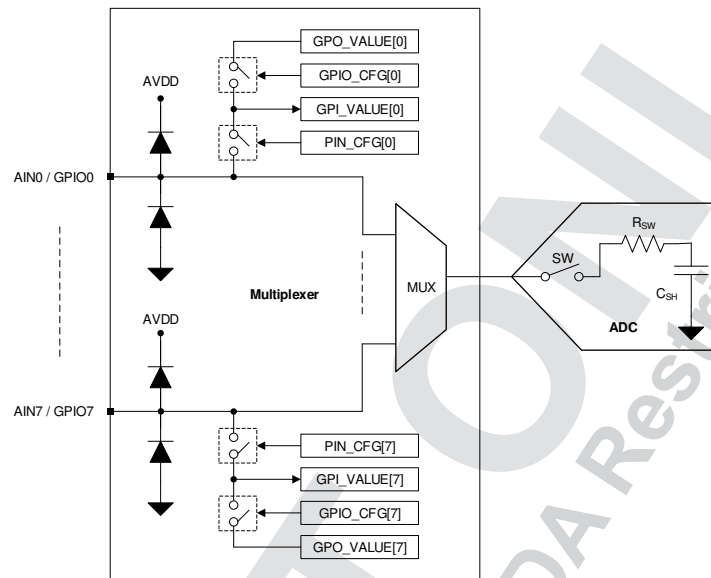 GPO_VALUE[0]
GPIO_CFG[0]
AVDD
GPI_VALUE[0]
PIN_CFG[0]
AIN0 / GPIO0
RSW
SW
Multiplexer
MUX
CSH
ADC
AVDD
AIN7 / GPIO7
PIN_CFG[7]
GPI_VALUE[7]
GPIO_CFG[7]
GPO_VALUE[7]